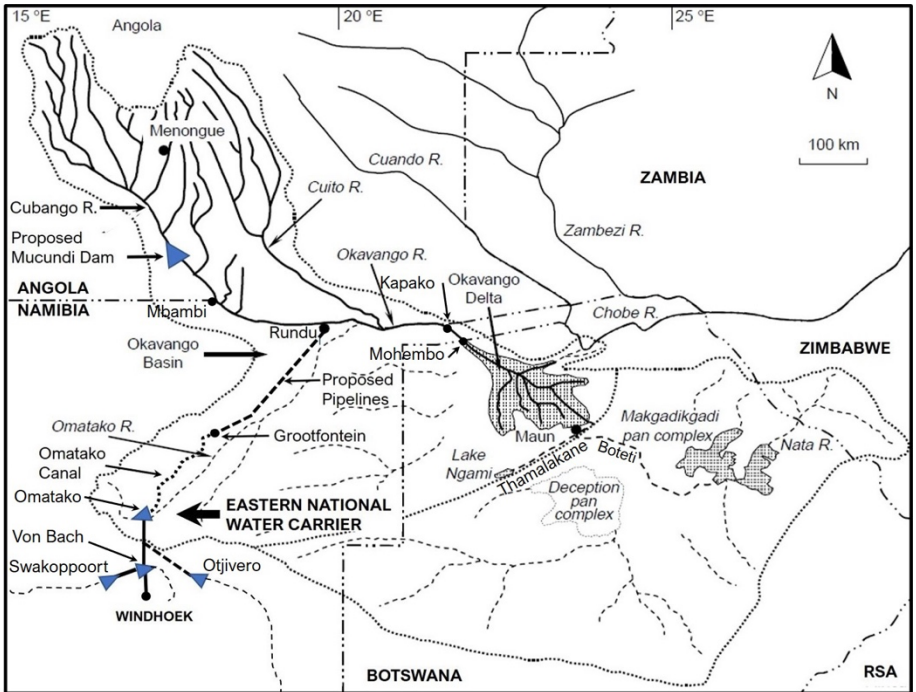 15 °E
20 °E
25 °E
Angola
N
100 km
Menongue
Cuando R.
ZAMBIA
Cuito R.
Cubango R.
Zambezi R.
Proposed
Mucundi Dam
Okavango R.
Kapako
Okavango
Delta
ANGOLA
NAMIBIA
Mbambi
Chobe R.
Rundu
Okavango
Basin
Mohembo
ZIMBABWE
Proposed
Pipelines
Makgadikgadi
pan complex
Omatako R.
Grootfontein
Maun
Nata R.
Omatako
Canal
Lake
Ngami
Thamalakane
Boteti
Omatako
EASTERN NATIONAL
WATER CARRIER
Deception
pan
complex
Von Bach
Swakoppoort
Otjivero
WINDHOEK
BOTSWANA
RSA